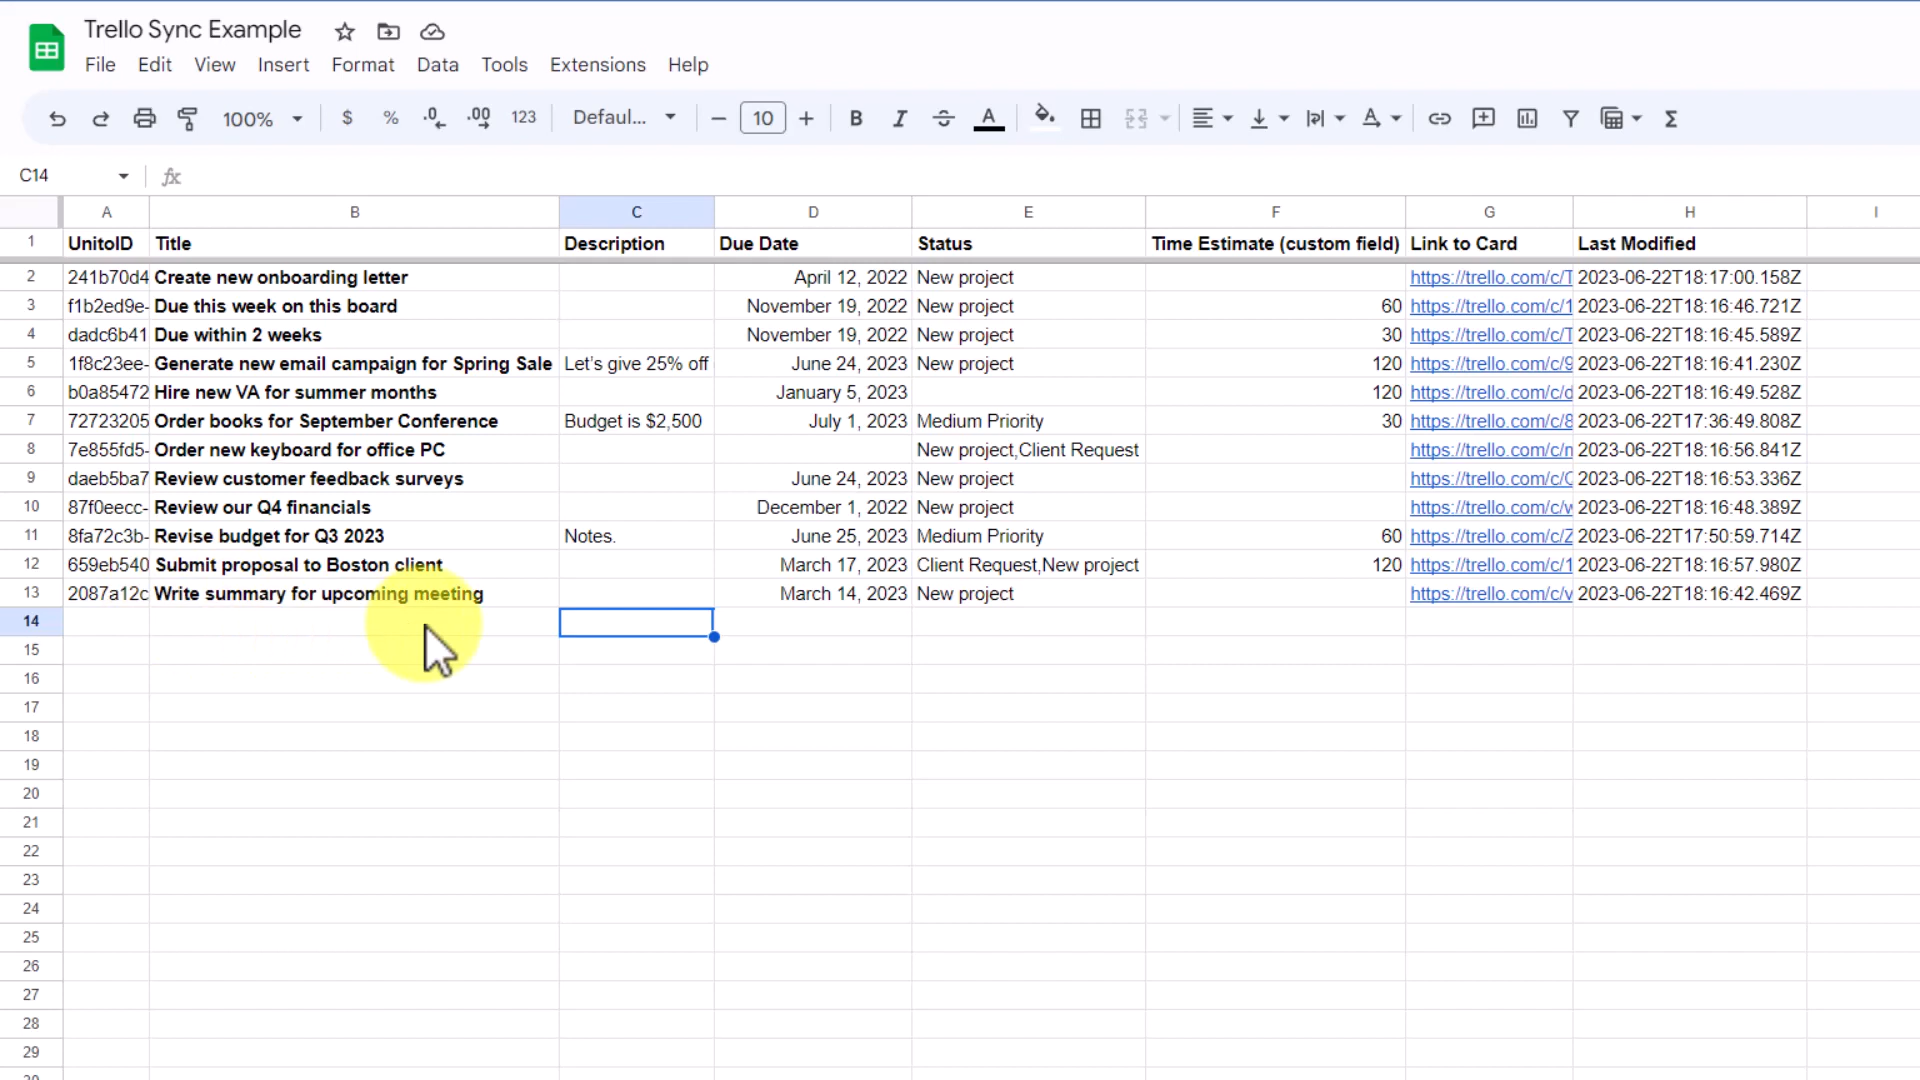 Trello Sync Example
File Edit View Insert Format Data Tools Extensions Help
100% $ % .0 .00 123 Defaul... − 10 + B I A A Σ
C14 fx
A B C D E F G H I
1 UnitoID Title Description Due Date Status Time Estimate (custom field) Link to Card Last Modified
2 241b70d4 Create new onboarding letter April 12, 2022 New project https://trello.com/c/T 2023-06-22T18:17:00.158Z
3 f1b2ed9e- Due this week on this board November 19, 2022 New project 60 https://trello.com/c/1 2023-06-22T18:16:46.721Z
4 dadc6b41 Due within 2 weeks November 19, 2022 New project 30 https://trello.com/c/T 2023-06-22T18:16:45.589Z
5 1f8c23ee- Generate new email campaign for Spring Sale Let's give 25% off June 24, 2023 New project 120 https://trello.com/c/9 2023-06-22T18:16:41.230Z
6 b0a85472 Hire new VA for summer months January 5, 2023 120 https://trello.com/c/d 2023-06-22T18:16:49.528Z
7 72723205 Order books for September Conference Budget is $2,500 July 1, 2023 Medium Priority 30 https://trello.com/c/8 2023-06-22T17:36:49.808Z
8 7e855fd5- Order new keyboard for office PC New project,Client Request https://trello.com/c/n 2023-06-22T18:16:56.841Z
9 daeb5ba7 Review customer feedback surveys June 24, 2023 New project https://trello.com/c/C 2023-06-22T18:16:53.336Z
10 87f0eecc- Review our Q4 financials December 1, 2022 New project https://trello.com/c/w 2023-06-22T18:16:48.389Z
11 8fa72c3b- Revise budget for Q3 2023 Notes. June 25, 2023 Medium Priority 60 https://trello.com/c/Z 2023-06-22T17:50:59.714Z
12 659eb540 Submit proposal to Boston client March 17, 2023 Client Request,New project 120 https://trello.com/c/1 2023-06-22T18:16:57.980Z
13 2087a12c Write summary for upcoming meeting March 14, 2023 New project https://trello.com/c/v 2023-06-22T18:16:42.469Z
14
15
16
17
18
19
20
21
22
23
24
25
26
27
28
29